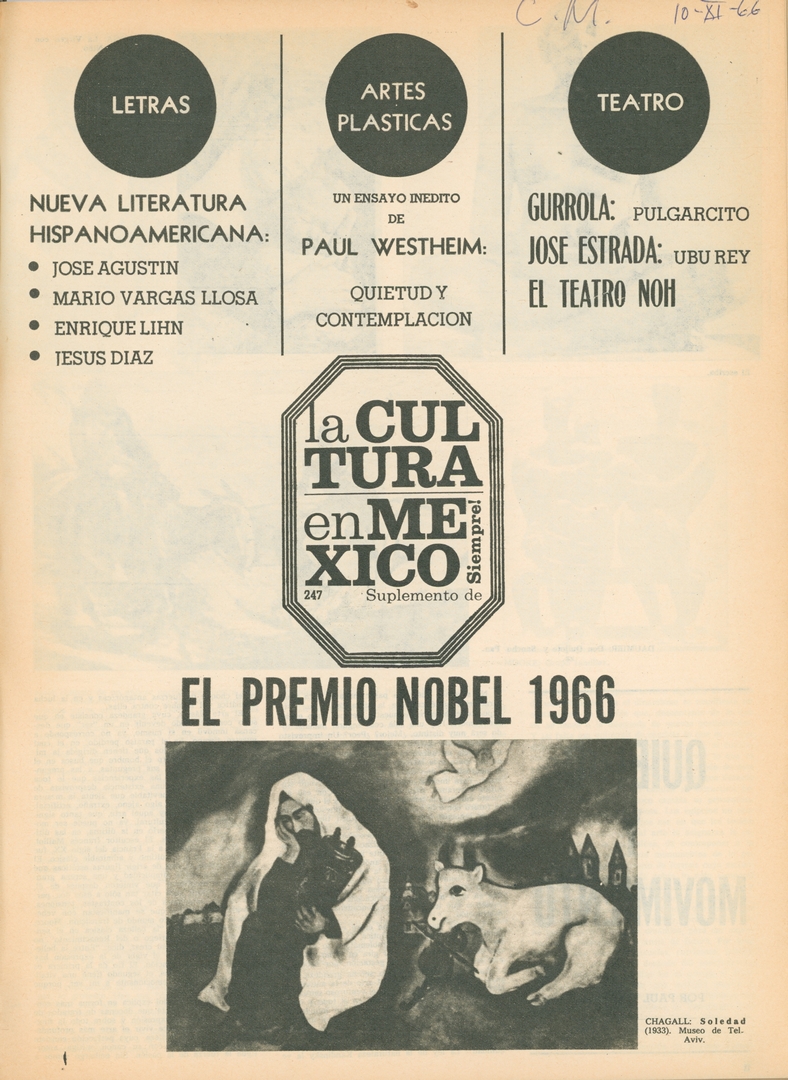 C. M. 10-XI-66
LETRAS
NUEVA LITERATURA
HISPANOAMERICANA:
• JOSE AGUSTIN
• MARIO VARGAS LLOSA
• ENRIQUE LIHN
• JESUS DIAZ
ARTES
PLASTICAS
UN ENSAYO INEDITO
DE
PAUL WESTHEIM:
QUIETUD Y
CONTEMPLACION
TEATRO
GURROLA: PULGARCITO
JOSE ESTRADA: UBU REY
EL TEATRO NOH
la CUL
TURA
en ME
XICO
Siempre!
247 Suplemento de
EL PREMIO NOBEL 1966
CHAGALL: Soledad
(1933). Museo de Tel-
Aviv.